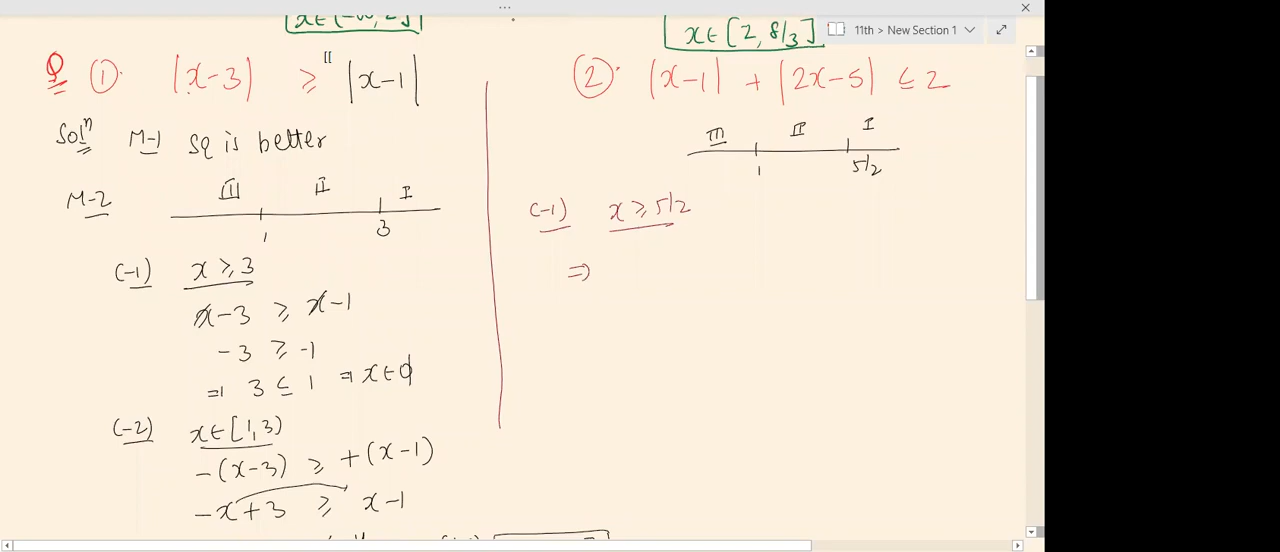 x∈(-∞, 2]
x∈[2, 8/3]
11th > New Section 1
Q ① |x-3| ≥ |x-1|
Solⁿ M-1 Sq is better
M-2
III II I
1 3
C-1) x ≥ 3
x-3 ≥ x-1
-3 ≥ -1
⇒ 3 ≤ 1 ⇒ x∈ϕ
C-2) x∈[1,3)
-(x-3) ≥ +(x-1)
-x+3 ≥ x-1
② |x-1| + |2x-5| ≤ 2
III II I
1 5/2
C-1) x ≥ 5/2
⇒